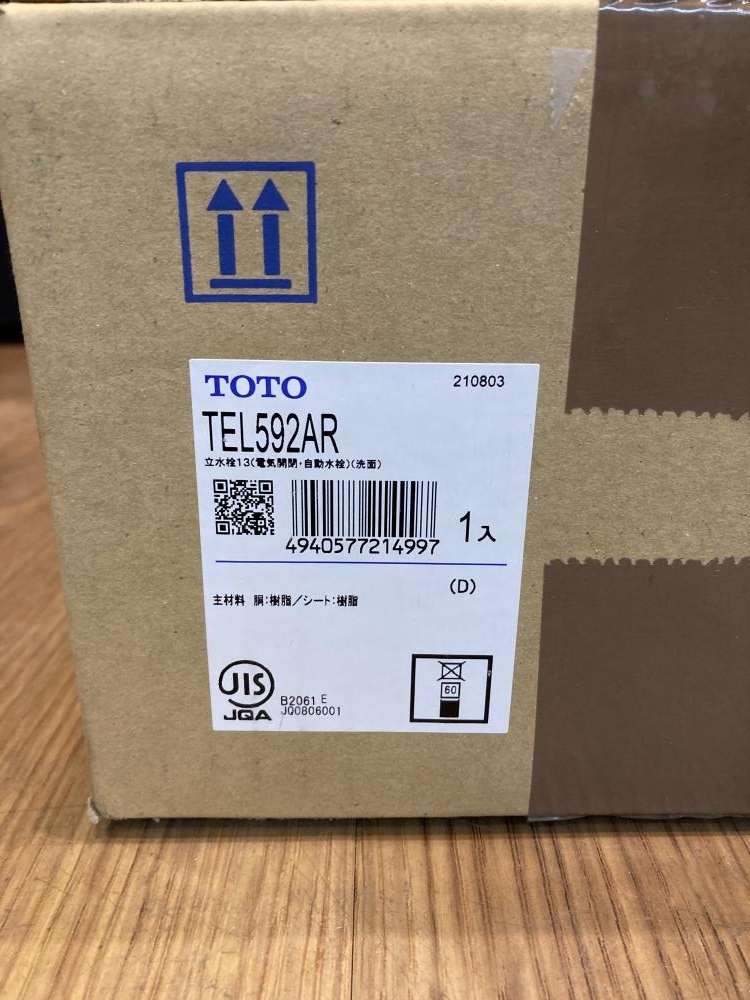 TOTO
210803
TEL592AR
立水栓13(電気開閉・自動水栓)(洗面)
4940577214997
1入
(D)
主材料 胴:樹脂/シート:樹脂
JIS
JQA
B2061 E
JQ0806001
60